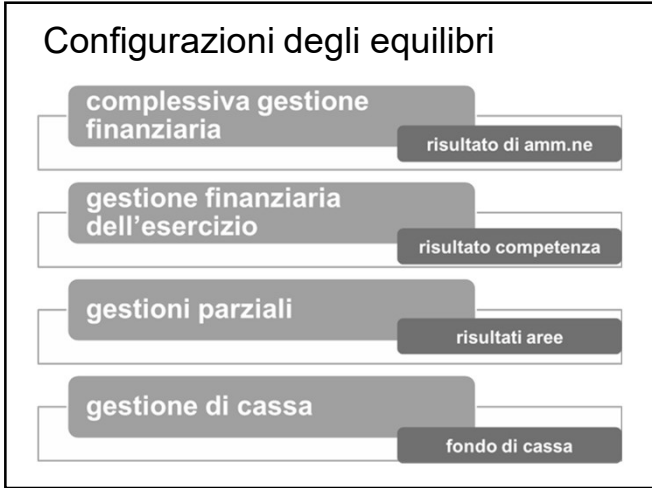 Configurazioni degli equilibri
complessiva gestione
finanziaria
risultato di amm.ne
gestione finanziaria
dell'esercizio
risultato competenza
gestioni parziali
risultati aree
gestione di cassa
fondo di cassa